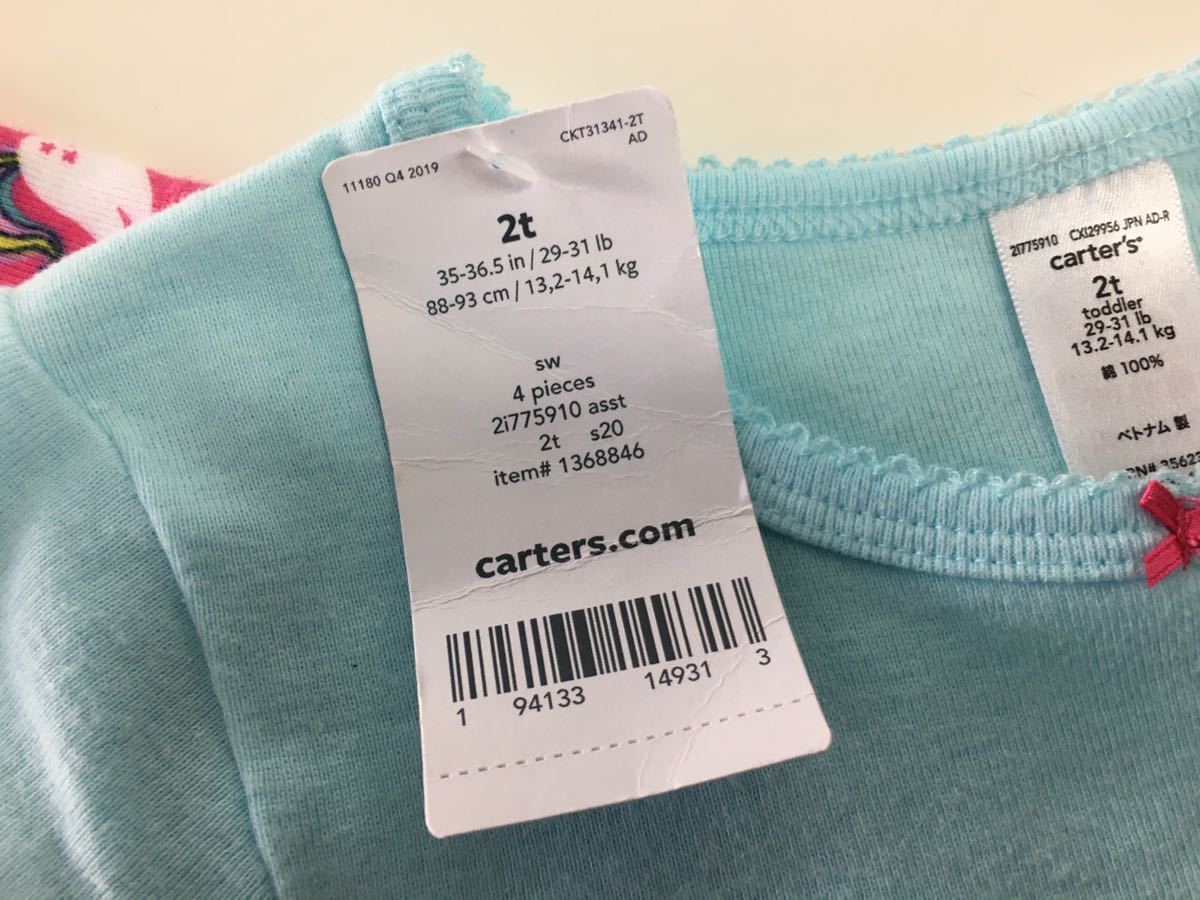 11180 Q4 2019
CKT31341-2T
AD
2t
35-36.5 in / 29-31 lb
88-93 cm / 13,2-14,1 kg
sw
4 pieces
2i775910 asst
2t s20
item# 1368846
carters.com
1 94133 14931 3
2i775910 CXI29956 JPN AD-R
carter's
2t
toddler
29-31 lb
13.2-14.1 kg
綿 100%
ベトナム 製